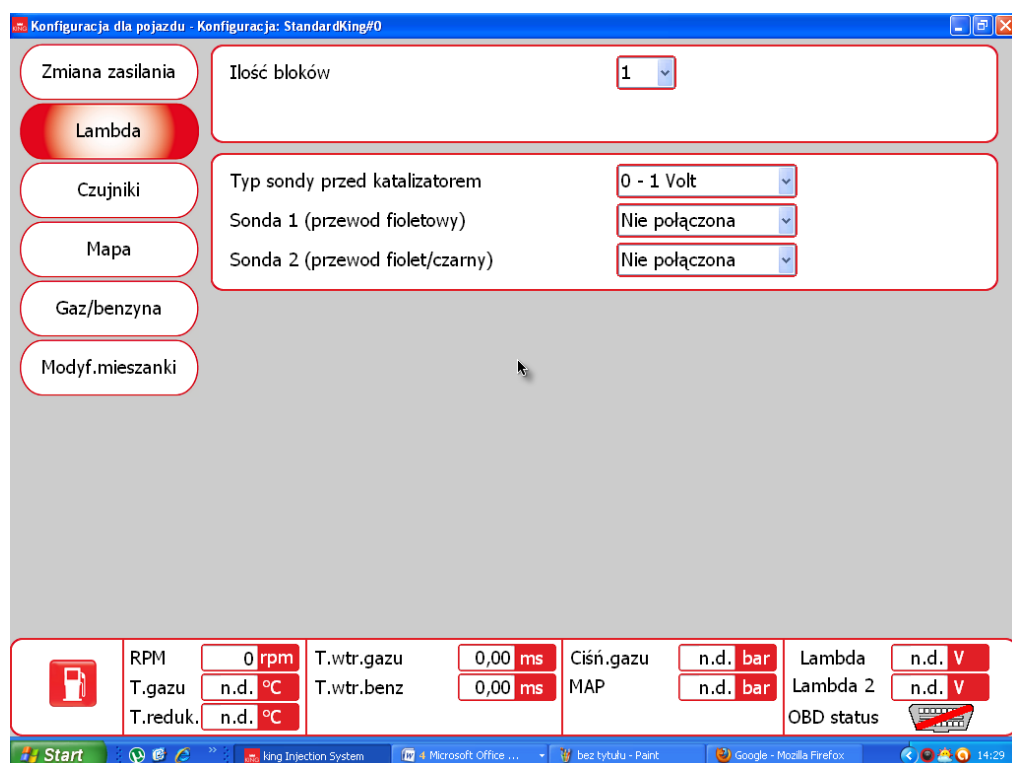 KING Konfiguracja dla pojazdu - Konfiguracja: StandardKing#0
Zmiana zasilania
Lambda
Czujniki
Mapa
Gaz/benzyna
Modyf.mieszanki
Ilość bloków 1
Typ sondy przed katalizatorem 0 - 1 Volt
Sonda 1 (przewod fioletowy) Nie połączona
Sonda 2 (przewod fiolet/czarny) Nie połączona
RPM 0 rpm T.wtr.gazu 0,00 ms Ciśń.gazu n.d. bar Lambda n.d. V
T.gazu n.d. °C T.wtr.benz 0,00 ms MAP n.d. bar Lambda 2 n.d. V
T.reduk. n.d. °C OBD status
Start » KING king Injection System 4 Microsoft Office ... bez tytułu - Paint Google - Mozilla Firefox 14:29